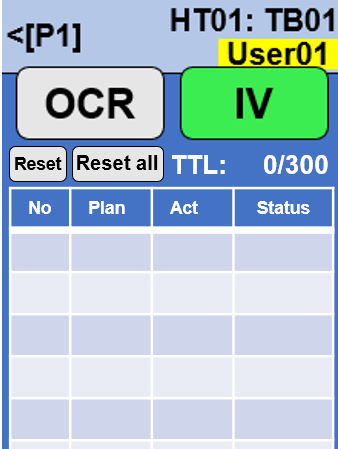 <[P1] HT01: TB01
User01
OCR IV
Reset Reset all TTL: 0/300
No Plan Act Status